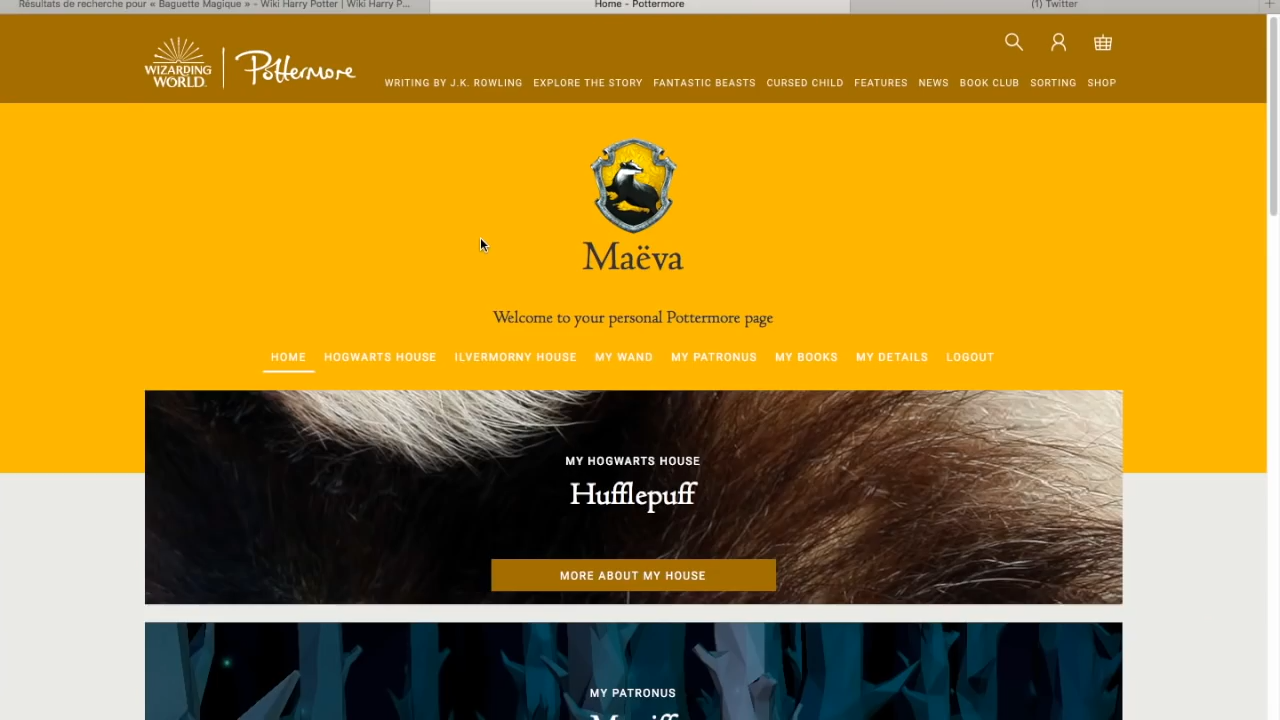 Résultats de recherche pour « Baguette Magique » - Wiki Harry Potter | Wiki Harry P...
Home - Pottermore
(1) Twitter
WIZARDING
WORLD
Pottermore
WRITING BY J.K. ROWLING EXPLORE THE STORY FANTASTIC BEASTS CURSED CHILD FEATURES NEWS BOOK CLUB SORTING SHOP
Maëva
Welcome to your personal Pottermore page
HOME HOGWARTS HOUSE ILVERMORNY HOUSE MY WAND MY PATRONUS MY BOOKS MY DETAILS LOGOUT
MY HOGWARTS HOUSE
Hufflepuff
MORE ABOUT MY HOUSE
MY PATRONUS